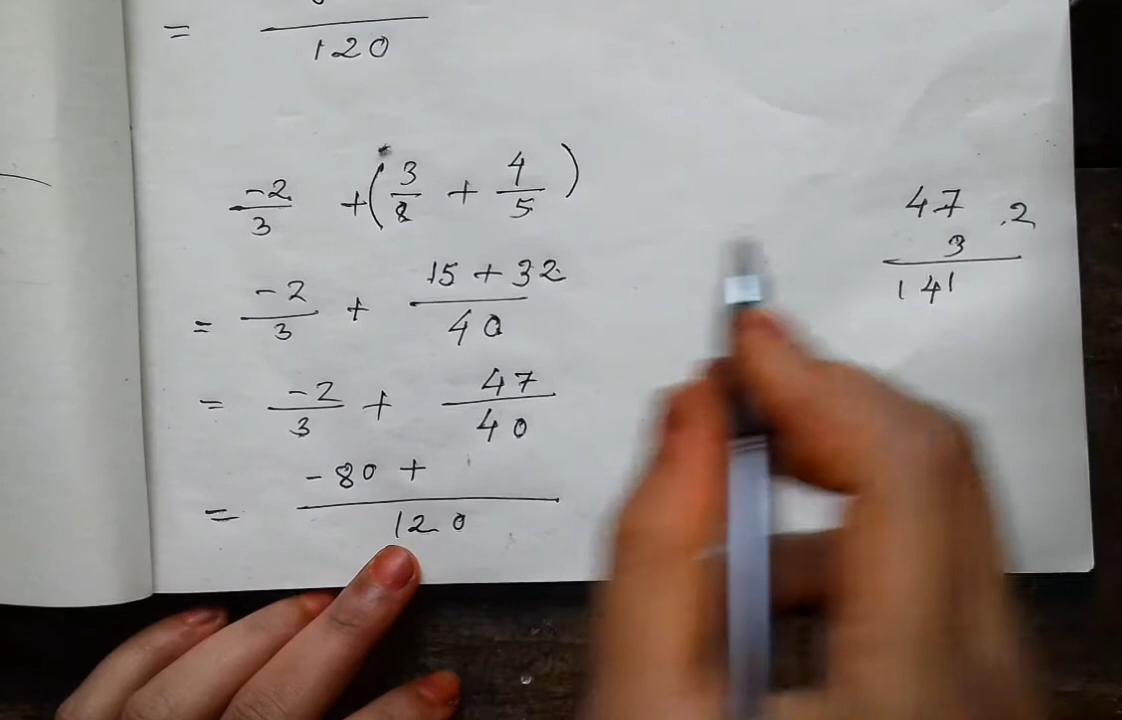 = /120
-2/3 + (3/8 + 4/5)
= -2/3 + 15 + 32/40
= -2/3 + 47/40
= -80 + /120
47 2
3
141